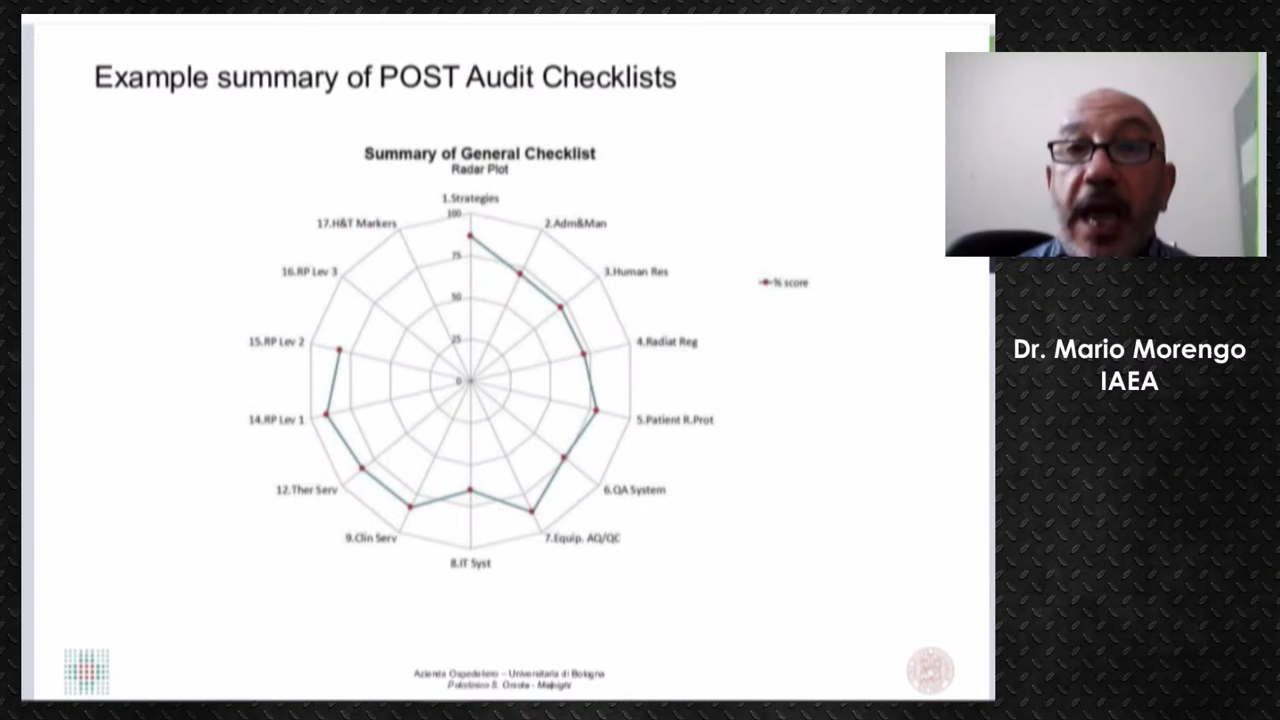 Example summary of POST Audit Checklists
Summary of General Checklist
Radar Plot
1.Strategies
100
17.H&T Markers
2.Adm&Man
75
16.RP Lev 3
3.Human Res
% score
50
15.RP Lev 2
25
4.Radiat Reg
0
14.RP Lev 1
5.Patient R.Prot
12.Ther Serv
6.QA System
9.Clin Serv
7.Equip. AQ/QC
8.IT Syst
Azienda Ospedaliero - Universitaria di Bologna
Policlinico S. Orsola - Malpighi
Dr. Mario Morengo
IAEA